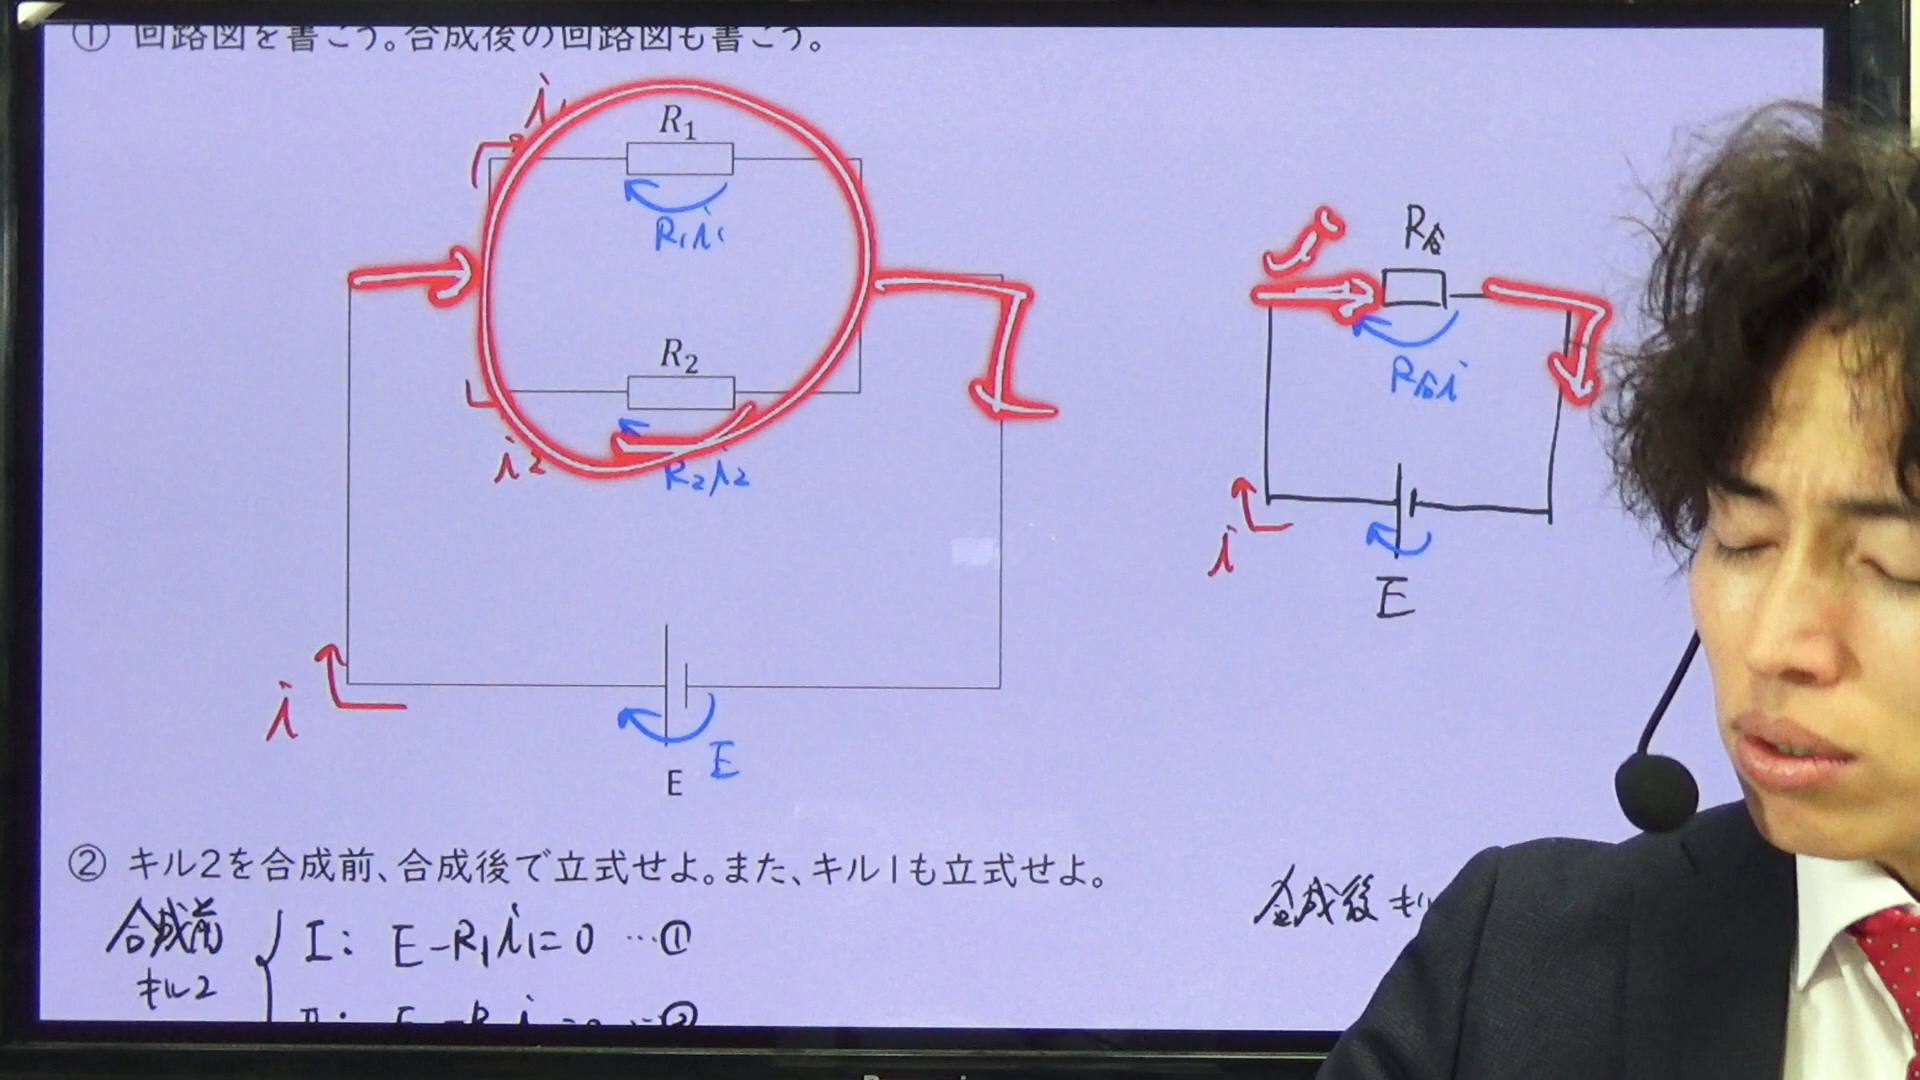 ① 回路図を書こう。合成後の回路図も書こう。
i₁
R₁
R₁i₁
R₂
i₂
R₂i₂
i
E
E
i
R合
R合i
i
E
② キル2を合成前、合成後で立式せよ。また、キル1も立式せよ。
合成前
キル2
I: E-R₁i₁=0 …①
合成後 キル